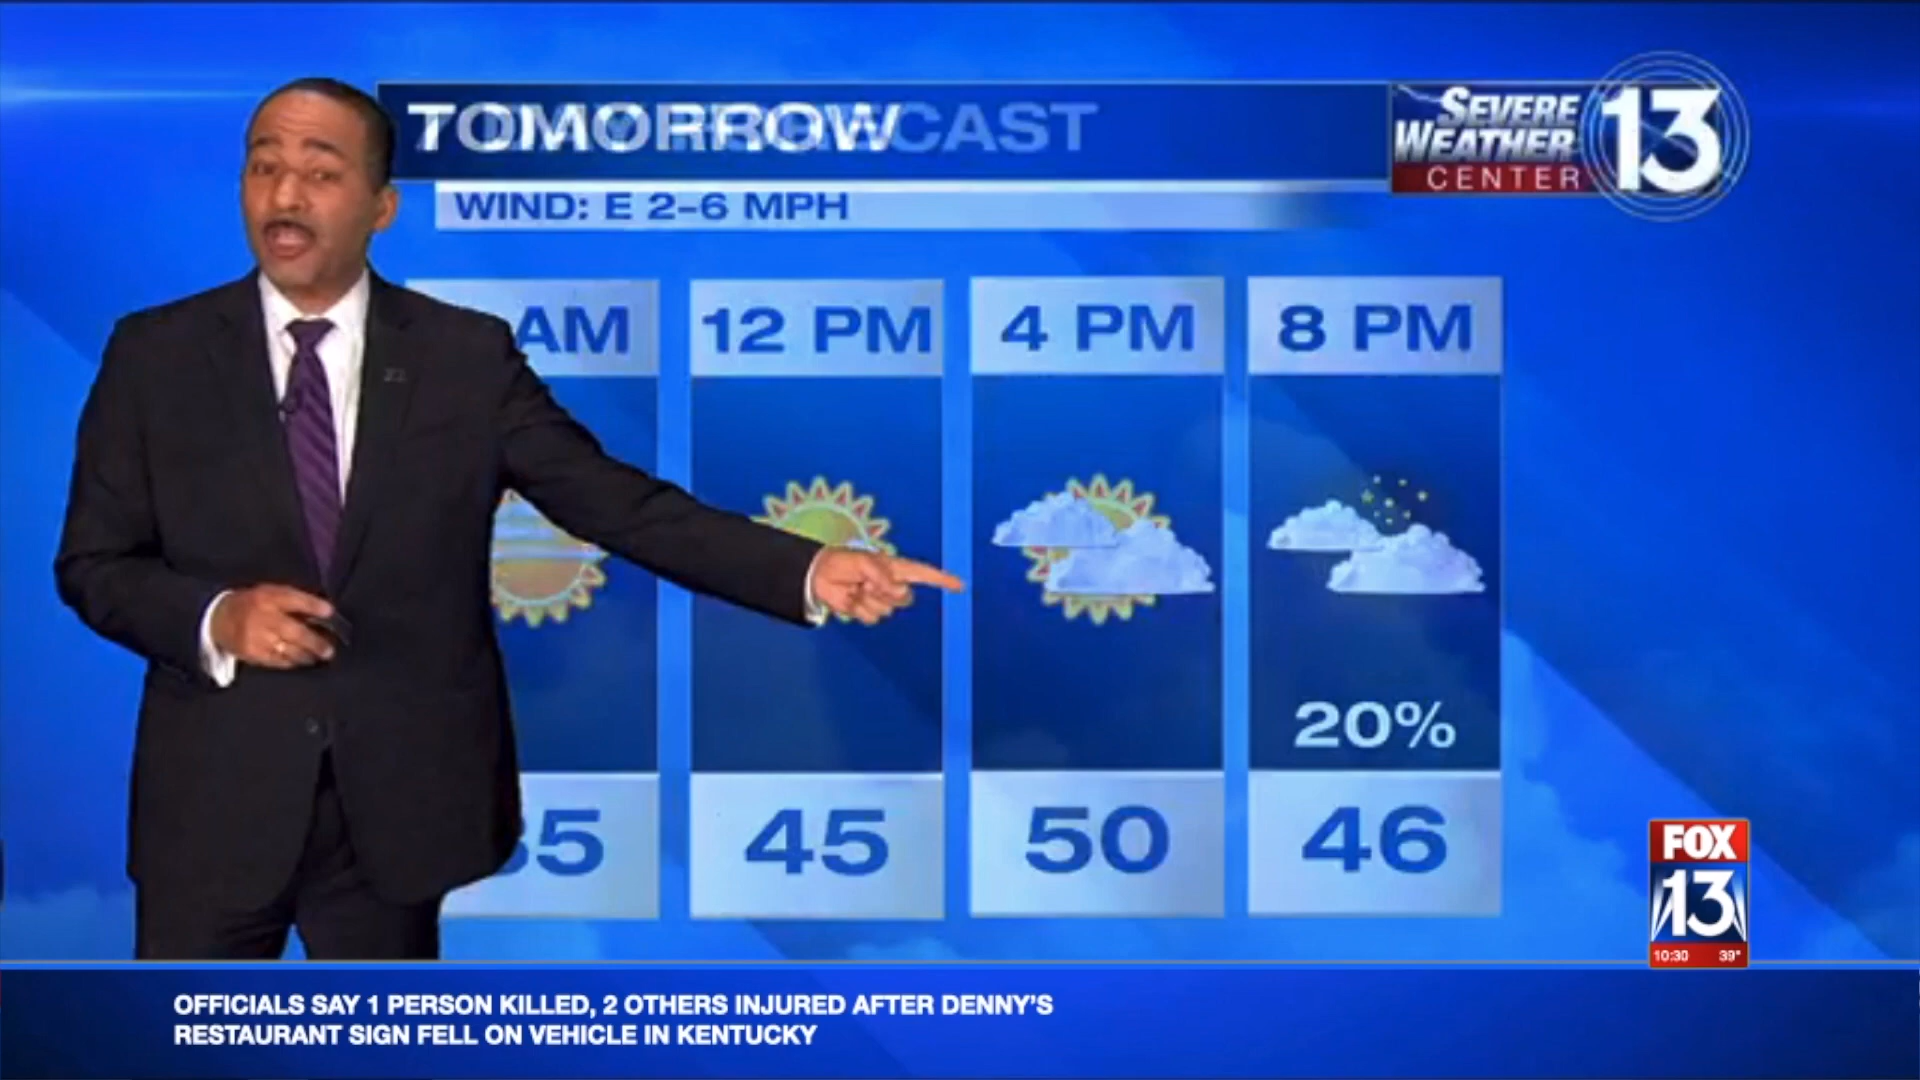 TOMORROW
CAST
SEVERE
WEATHER
CENTER
13
WIND: E 2-6 MPH
AM
12 PM
4 PM
8 PM
20%
45
50
46
FOX
13
10:30 39°
OFFICIALS SAY 1 PERSON KILLED, 2 OTHERS INJURED AFTER DENNY'S
RESTAURANT SIGN FELL ON VEHICLE IN KENTUCKY